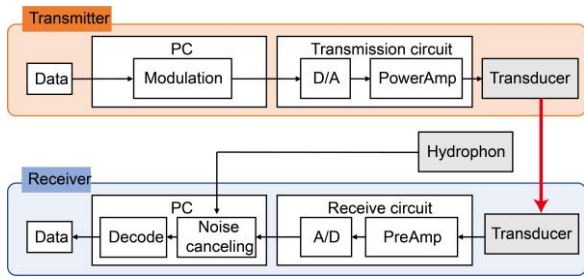 Transmitter
PC
Transmission circuit
Data
Modulation
D/A
PowerAmp
Transducer
Hydrophon
Receiver
PC
Receive circuit
Data
Decode
Noise
canceling
A/D
PreAmp
Transducer